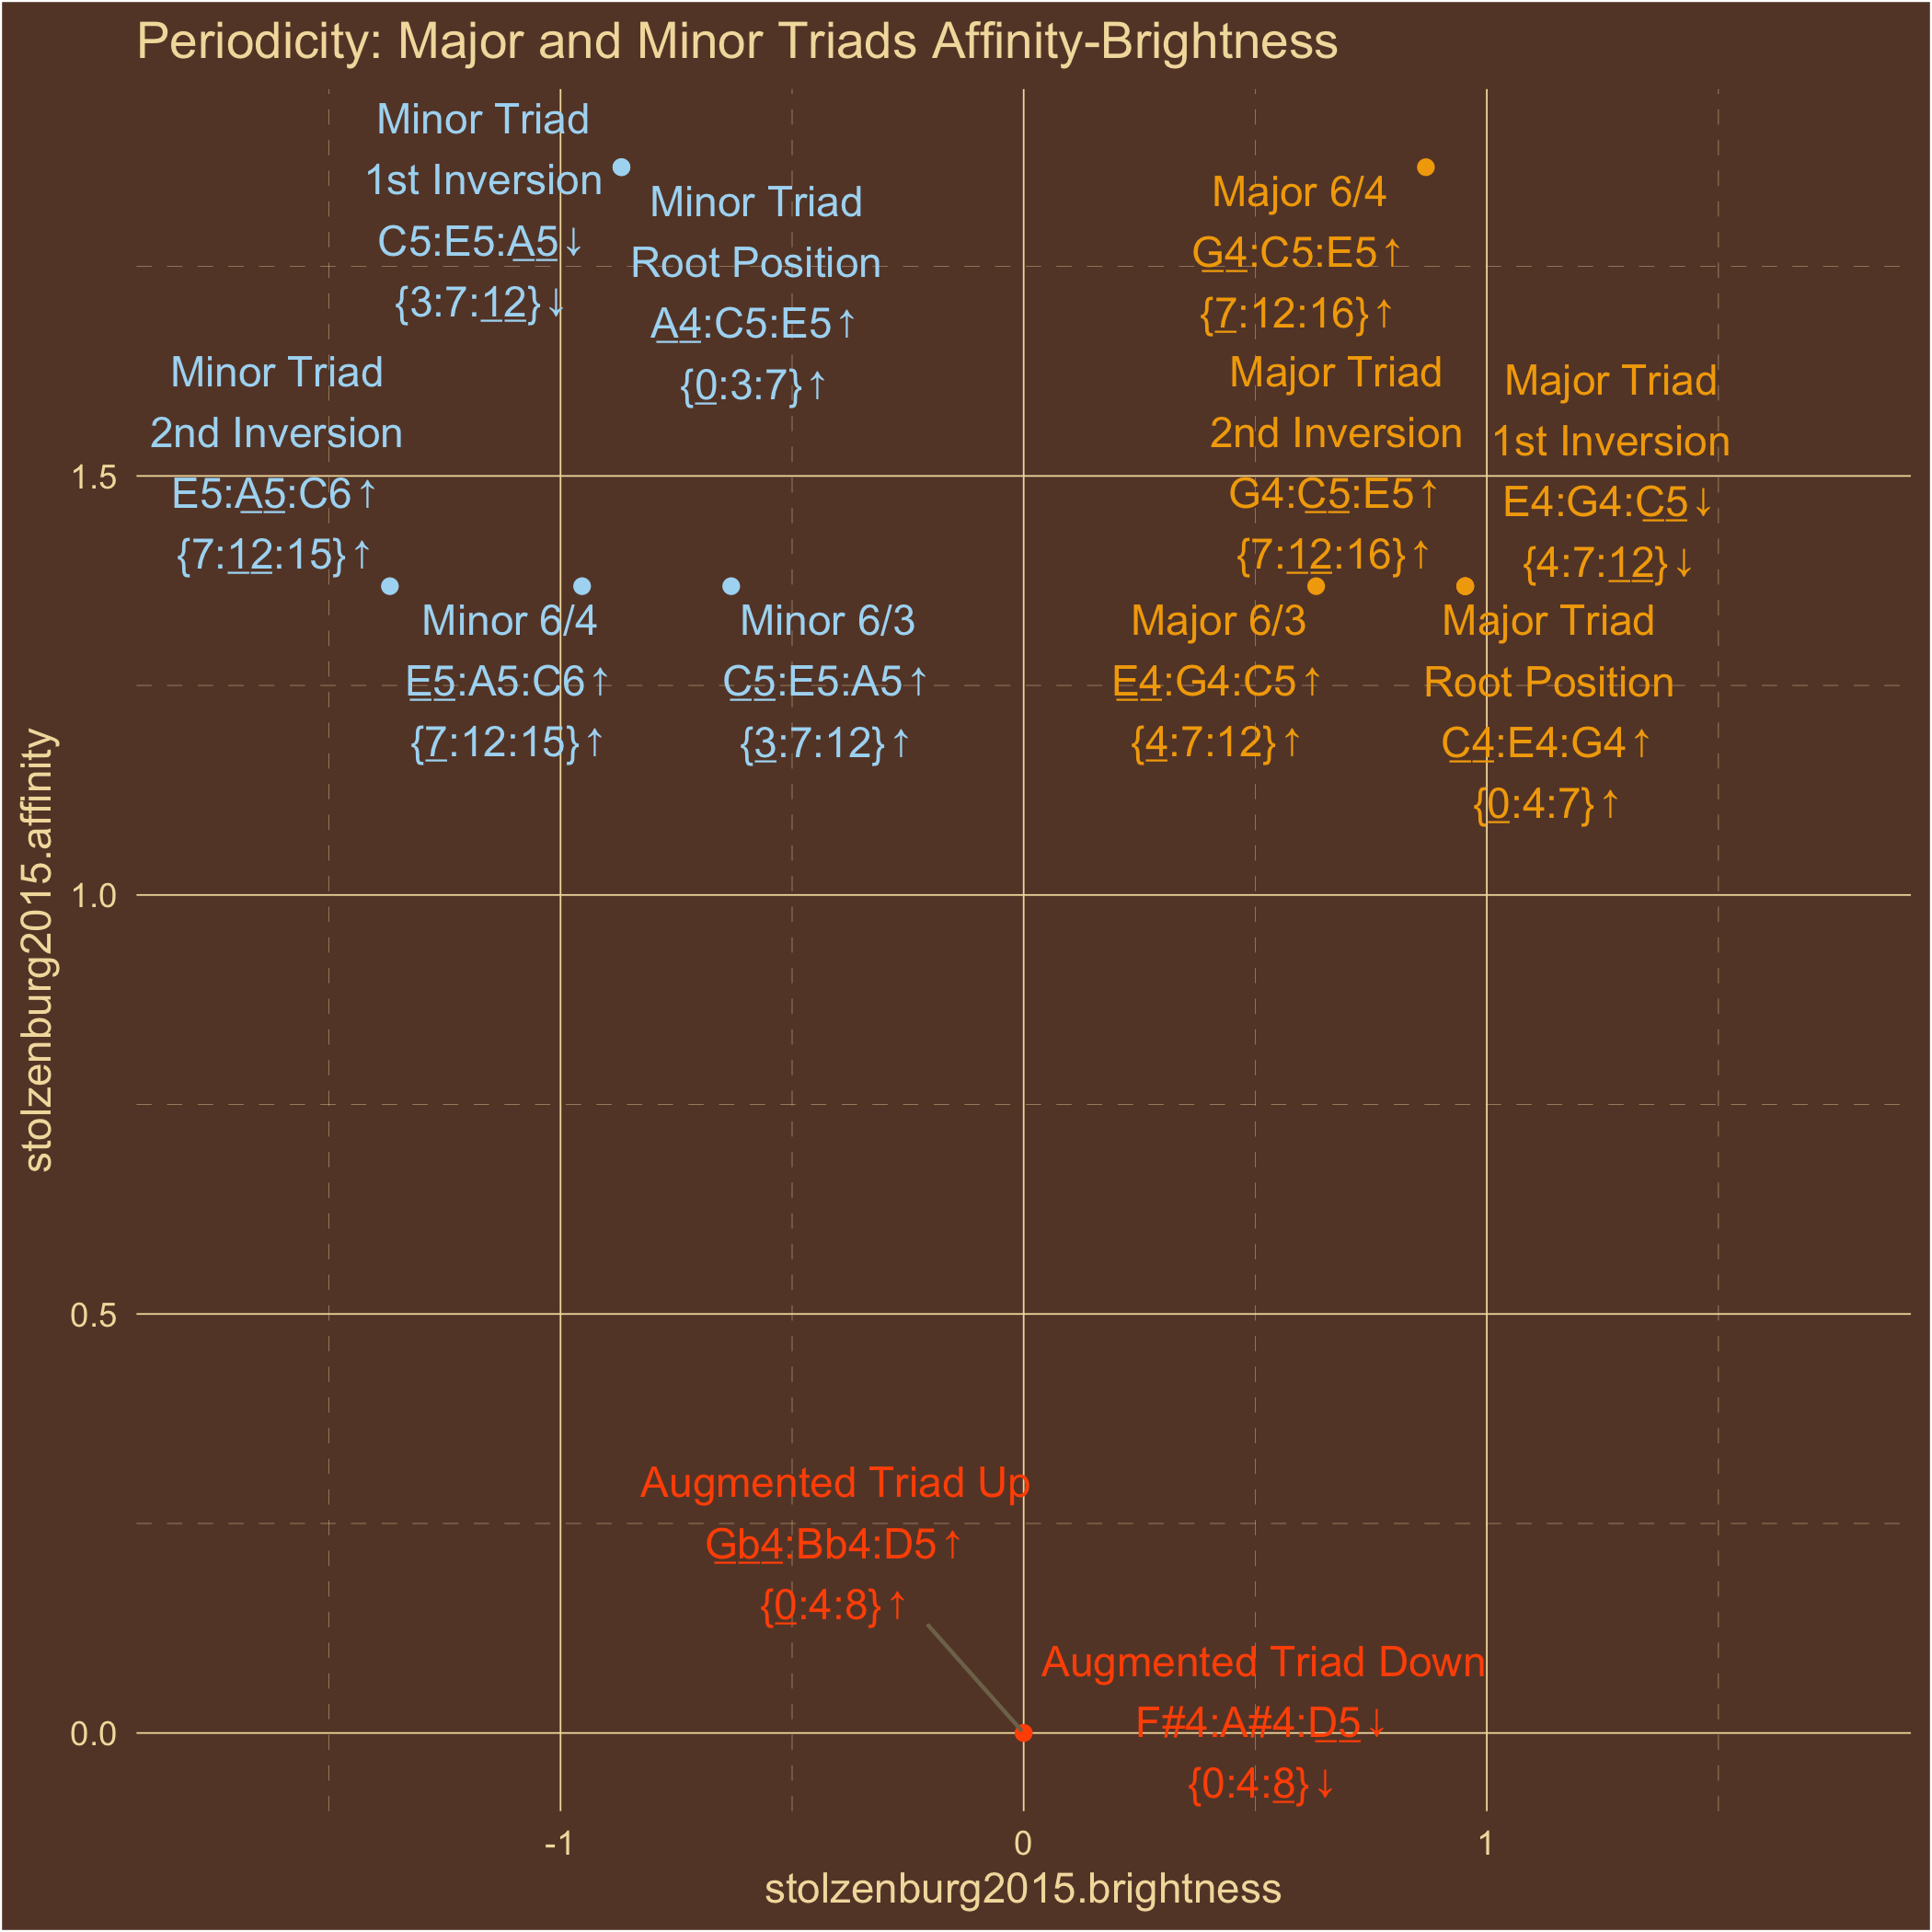 Periodicity: Major and Minor Triads Affinity-Brightness
Minor Triad
1st Inversion
C5:E5:A5↓
{3:7:12}↓
Minor Triad
Root Position
A4:C5:E5↑
{0:3:7}↑
Major 6/4
G4:C5:E5↑
{7:12:16}↑
Minor Triad
2nd Inversion
E5:A5:C6↑
{7:12:15}↑
Major Triad
2nd Inversion
G4:C5:E5↑
{7:12:16}↑
Major Triad
1st Inversion
E4:G4:C5↓
{4:7:12}↓
Minor 6/4
E5:A5:C6↑
{7:12:15}↑
Minor 6/3
C5:E5:A5↑
{3:7:12}↑
Major 6/3
E4:G4:C5↑
{4:7:12}↑
Major Triad
Root Position
C4:E4:G4↑
{0:4:7}↑
Augmented Triad Up
Gb4:Bb4:D5↑
{0:4:8}↑
Augmented Triad Down
F#4:A#4:D5↓
{0:4:8}↓
1.5
1.0
0.5
0.0
-1
0
1
stolzenburg2015.brightness
stolzenburg2015.affinity